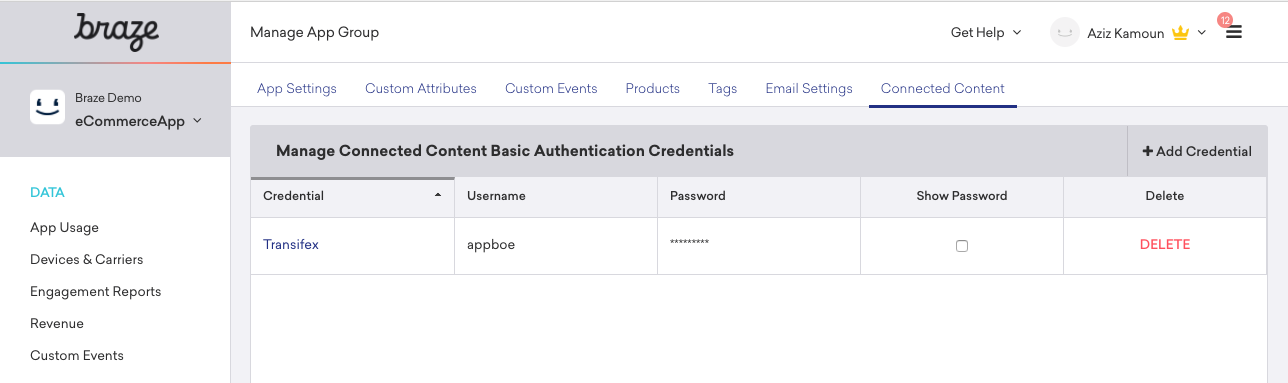 braze
Manage App Group
Get Help
Aziz Kamoun
12
Braze Demo
eCommerceApp
App Settings
Custom Attributes
Custom Events
Products
Tags
Email Settings
Connected Content
Manage Connected Content Basic Authentication Credentials
+ Add Credential
Credential
Username
Password
Show Password
Delete
Transifex
appboe
*********
DELETE
DATA
App Usage
Devices & Carriers
Engagement Reports
Revenue
Custom Events